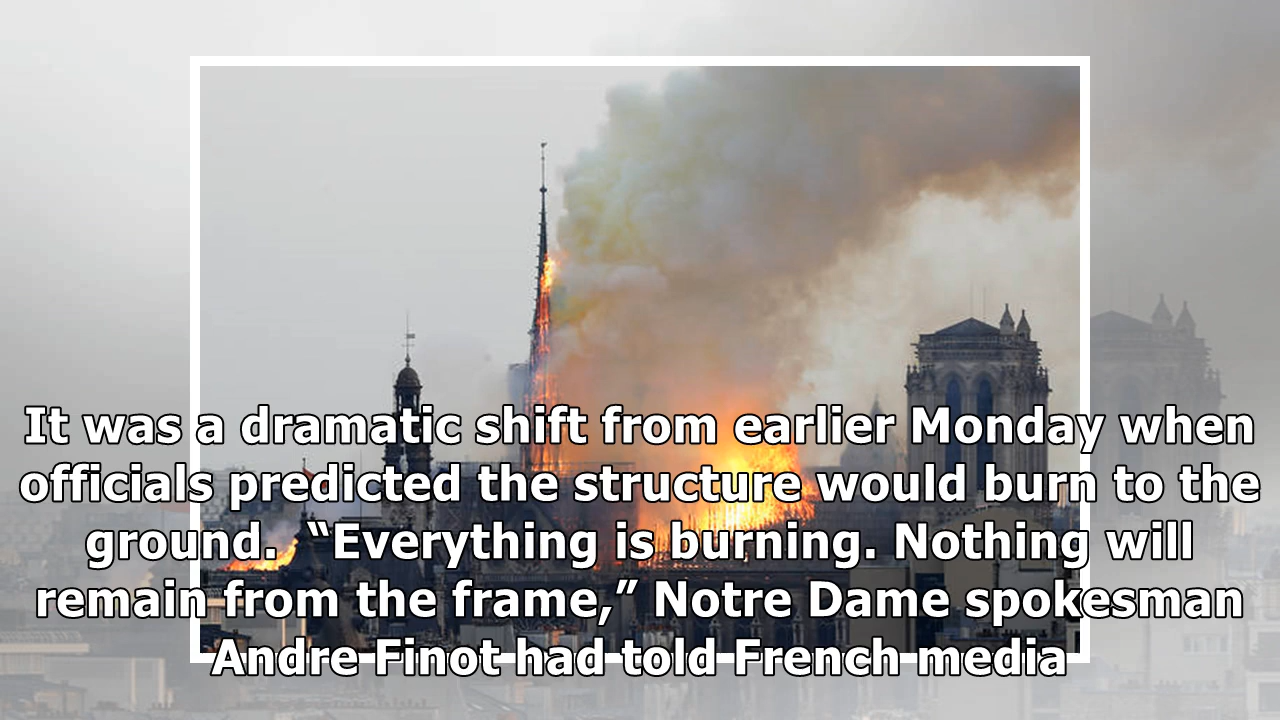 It was a dramatic shift from earlier Monday when
officials predicted the structure would burn to the
ground.  “Everything is burning. Nothing will
remain from the frame,” Notre Dame spokesman
Andre Finot had told French media